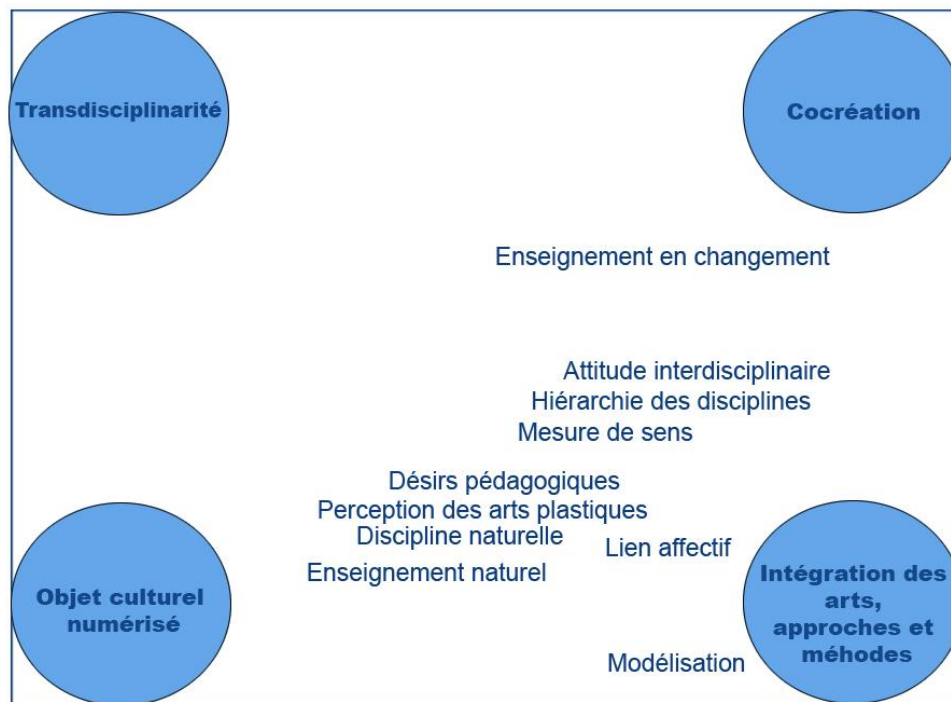 Transdisciplinarité
Cocréation
Enseignement en changement
Attitude interdisciplinaire
Hiérarchie des disciplines
Mesure de sens
Désirs pédagogiques
Perception des arts plastiques
Discipline naturelle
Lien affectif
Enseignement naturel
Objet culturel
numérisé
Intégration des
arts,
approches et
méhodes
Modélisation